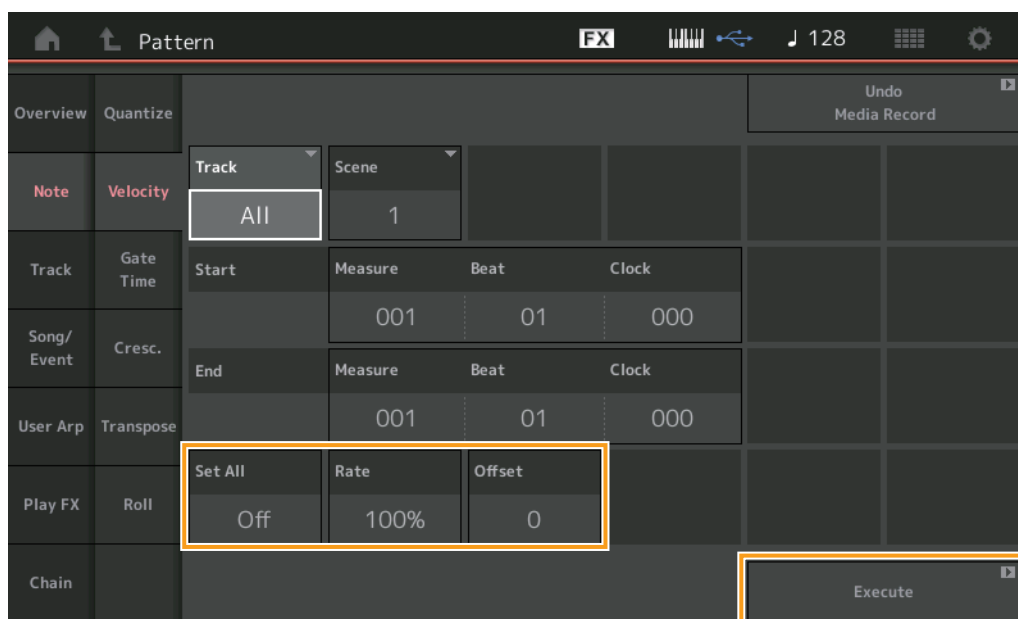 Pattern
FX
128
Undo
Media Record
Overview
Quantize
Note
Velocity
Track
All
Scene
1
Track
Gate
Time
Start
Measure
Beat
Clock
001
01
000
Song/
Event
Cresc.
End
Measure
Beat
Clock
001
01
000
User Arp
Transpose
Set All
Off
Rate
100%
Offset
0
Play FX
Roll
Chain
Execute